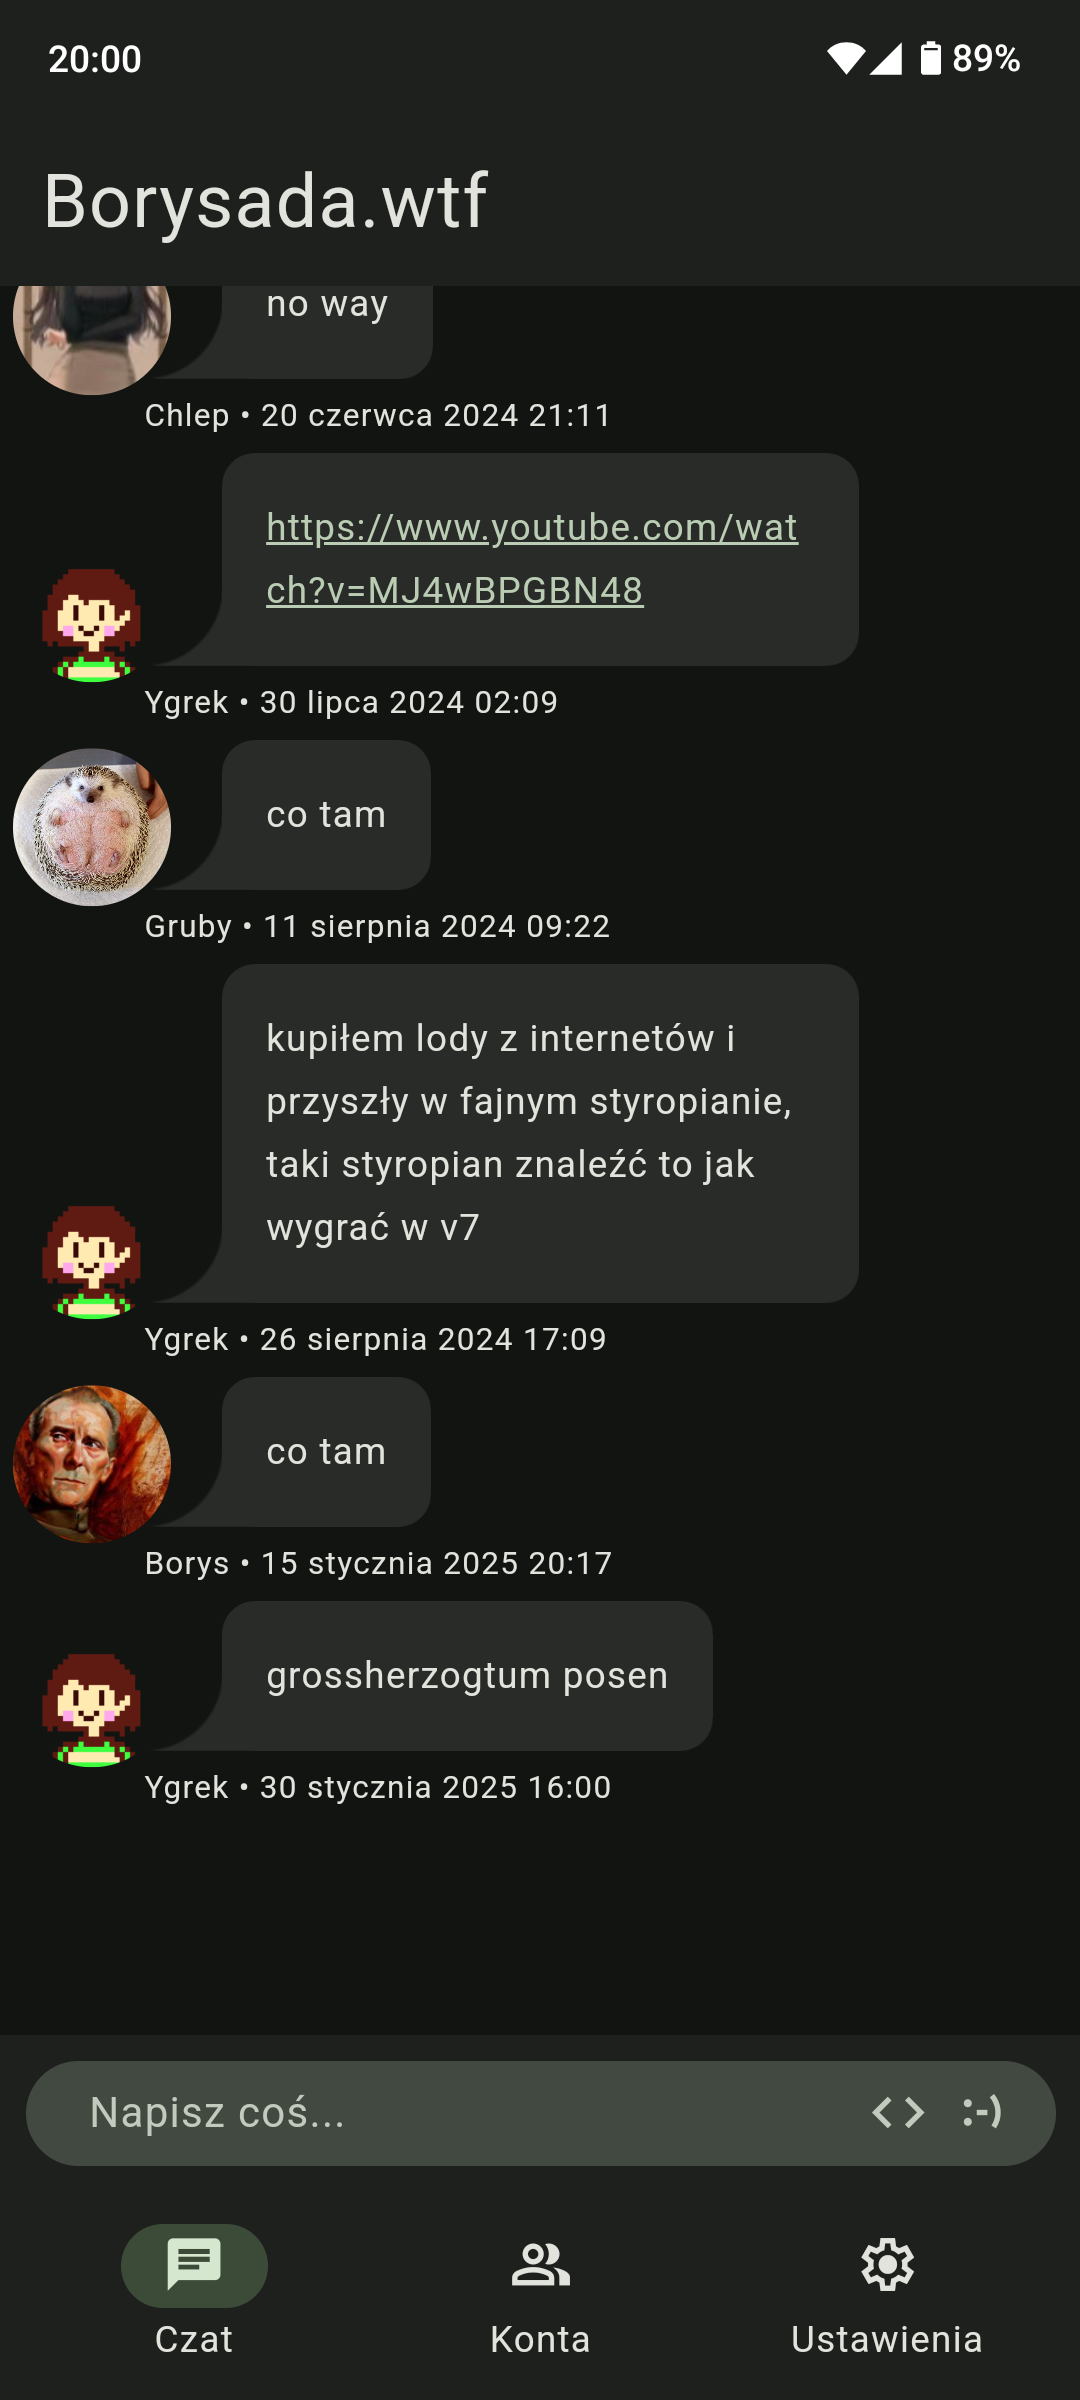 20:00
89%
Borysada.wtf
no way
Chlep • 20 czerwca 2024 21:11
https://www.youtube.com/wat
ch?v=MJ4wBPGBN48
Ygrek • 30 lipca 2024 02:09
co tam
Gruby • 11 sierpnia 2024 09:22
kupiłem lody z internetów i
przyszły w fajnym styropianie,
taki styropian znaleźć to jak
wygrać w v7
Ygrek • 26 sierpnia 2024 17:09
co tam
Borys • 15 stycznia 2025 20:17
grossherzogtum posen
Ygrek • 30 stycznia 2025 16:00
Napisz coś... <> :-)
Czat
Konta
Ustawienia